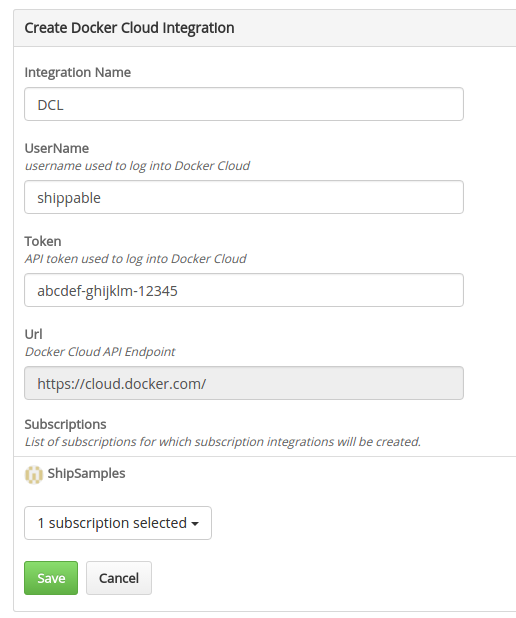 Create Docker Cloud Integration
Integration Name
DCL
UserName
username used to log into Docker Cloud
shippable
Token
API token used to log into Docker Cloud
abcdef-ghijklm-12345
Url
Docker Cloud API Endpoint
https://cloud.docker.com/
Subscriptions
List of subscriptions for which subscription integrations will be created.
ShipSamples
1 subscription selected
Save Cancel